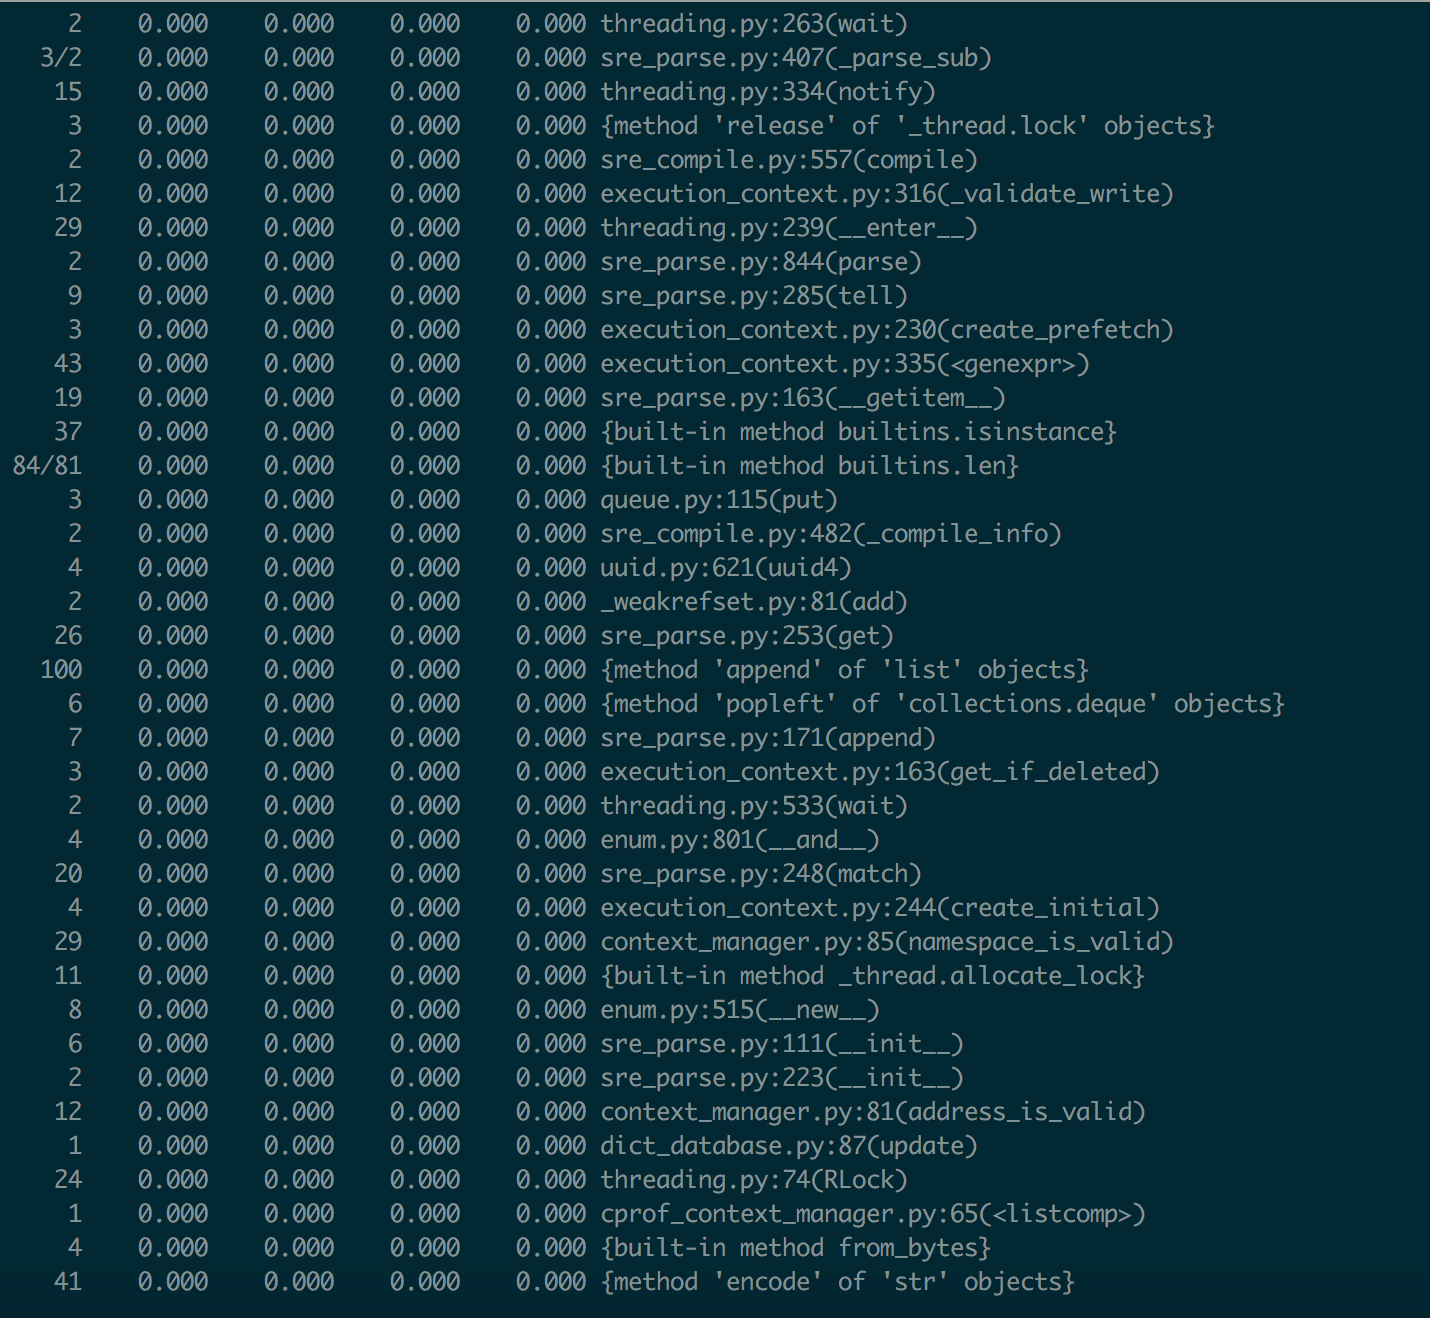 2 0.000 0.000 0.000 0.000 threading.py:263(wait)
3/2 0.000 0.000 0.000 0.000 sre_parse.py:407(_parse_sub)
15 0.000 0.000 0.000 0.000 threading.py:334(notify)
3 0.000 0.000 0.000 0.000 {method 'release' of '_thread.lock' objects}
2 0.000 0.000 0.000 0.000 sre_compile.py:557(compile)
12 0.000 0.000 0.000 0.000 execution_context.py:316(_validate_write)
29 0.000 0.000 0.000 0.000 threading.py:239(__enter__)
2 0.000 0.000 0.000 0.000 sre_parse.py:844(parse)
9 0.000 0.000 0.000 0.000 sre_parse.py:285(tell)
3 0.000 0.000 0.000 0.000 execution_context.py:230(create_prefetch)
43 0.000 0.000 0.000 0.000 execution_context.py:335(<genexpr>)
19 0.000 0.000 0.000 0.000 sre_parse.py:163(__getitem__)
37 0.000 0.000 0.000 0.000 {built-in method builtins.isinstance}
84/81 0.000 0.000 0.000 0.000 {built-in method builtins.len}
3 0.000 0.000 0.000 0.000 queue.py:115(put)
2 0.000 0.000 0.000 0.000 sre_compile.py:482(_compile_info)
4 0.000 0.000 0.000 0.000 uuid.py:621(uuid4)
2 0.000 0.000 0.000 0.000 _weakrefset.py:81(add)
26 0.000 0.000 0.000 0.000 sre_parse.py:253(get)
100 0.000 0.000 0.000 0.000 {method 'append' of 'list' objects}
6 0.000 0.000 0.000 0.000 {method 'popleft' of 'collections.deque' objects}
7 0.000 0.000 0.000 0.000 sre_parse.py:171(append)
3 0.000 0.000 0.000 0.000 execution_context.py:163(get_if_deleted)
2 0.000 0.000 0.000 0.000 threading.py:533(wait)
4 0.000 0.000 0.000 0.000 enum.py:801(__and__)
20 0.000 0.000 0.000 0.000 sre_parse.py:248(match)
4 0.000 0.000 0.000 0.000 execution_context.py:244(create_initial)
29 0.000 0.000 0.000 0.000 context_manager.py:85(namespace_is_valid)
11 0.000 0.000 0.000 0.000 {built-in method _thread.allocate_lock}
8 0.000 0.000 0.000 0.000 enum.py:515(__new__)
6 0.000 0.000 0.000 0.000 sre_parse.py:111(__init__)
2 0.000 0.000 0.000 0.000 sre_parse.py:223(__init__)
12 0.000 0.000 0.000 0.000 context_manager.py:81(address_is_valid)
1 0.000 0.000 0.000 0.000 dict_database.py:87(update)
24 0.000 0.000 0.000 0.000 threading.py:74(RLock)
1 0.000 0.000 0.000 0.000 cprof_context_manager.py:65(<listcomp>)
4 0.000 0.000 0.000 0.000 {built-in method from_bytes}
41 0.000 0.000 0.000 0.000 {method 'encode' of 'str' objects}